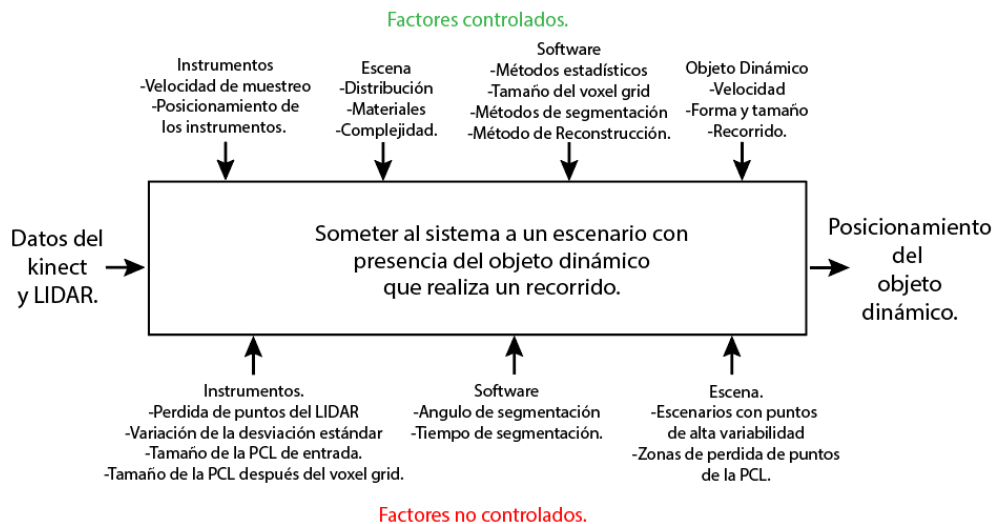 Factores controlados.
Instrumentos
-Velocidad de muestreo
-Posicionamiento de
los instrumentos.
Escena
-Distribución
-Materiales
-Complejidad.
Software
-Métodos estadísticos
-Tamaño del voxel grid
-Métodos de segmentación
-Método de Reconstrucción.
Objeto Dinámico
-Velocidad
-Forma y tamaño
-Recorrido.
Datos del
kinect
y LIDAR.
Someter al sistema a un escenario con
presencia del objeto dinámico
que realiza un recorrido.
Posicionamiento
del
objeto
dinámico.
Instrumentos.
-Perdida de puntos del LIDAR
-Variación de la desviación estándar
-Tamaño de la PCL de entrada.
-Tamaño de la PCL después del voxel grid.
Software
-Angulo de segmentación
-Tiempo de segmentación.
Escena.
-Escenarios con puntos
de alta variabilidad
-Zonas de perdida de puntos
de la PCL.
Factores no controlados.